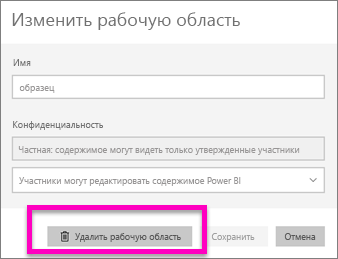 Изменить рабочую область
Имя
образец
Конфиденциальность
Частная: содержимое могут видеть только утвержденные участники
Участники могут редактировать содержимое Power BI
Удалить рабочую область
Сохранить
Отмена